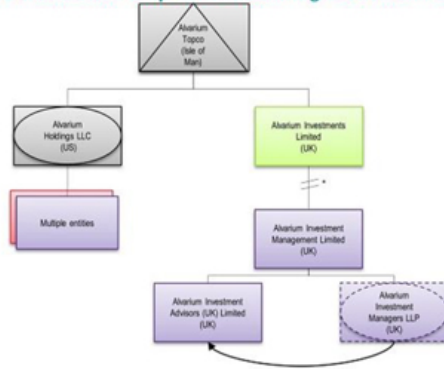 Alvarium
Topco
(Isle of
Man)
Alvarium
Holdings LLC
(US)
Alvarium Investments
Limited
(UK)
*
Multiple entities
Alvarium Investment
Management Limited
(UK)
Alvarium Investment
Advisors (UK) Limited
(UK)
Alvarium
Investment
Managers LLP
(UK)